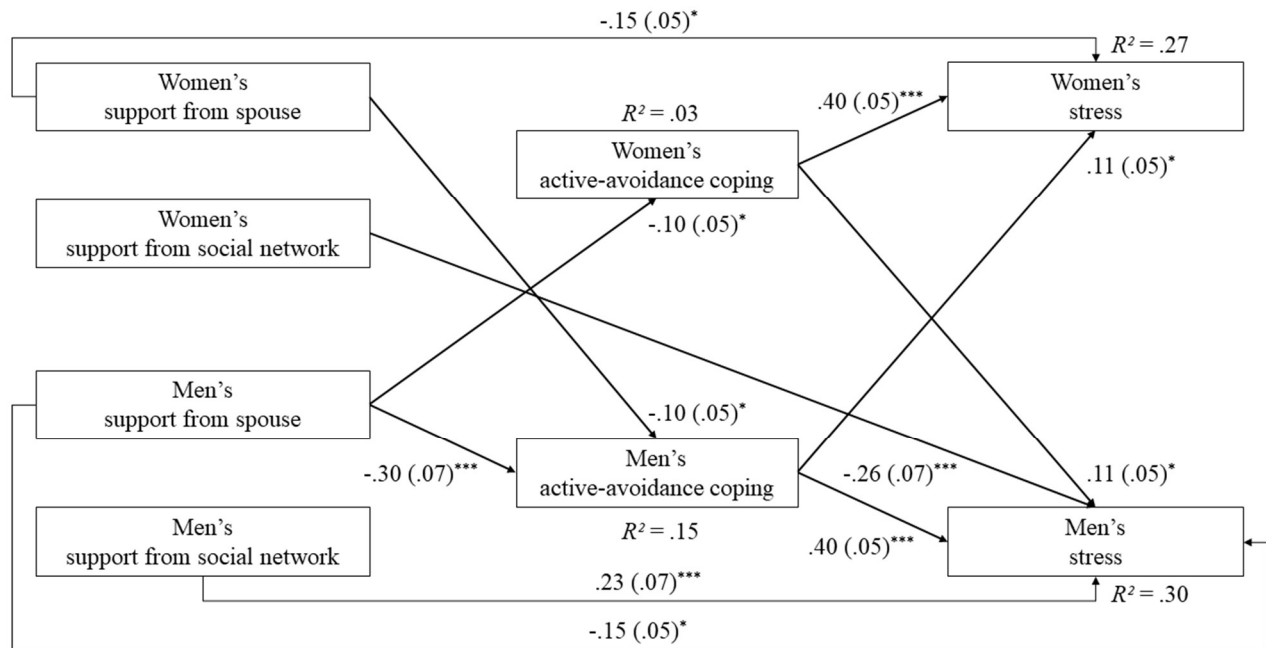 -.15 (.05)*
R² = .27
Women’s
support from spouse
Women’s
stress
.40 (.05)***
R² = .03
Women’s
active-avoidance coping
.11 (.05)*
Women’s
support from social network
-.10 (.05)*
Men’s
support from spouse
-.10 (.05)*
-.30 (.07)***
Men’s
active-avoidance coping
-.26 (.07)***
.11 (.05)*
Men’s
support from social network
R² = .15
.40 (.05)***
Men’s
stress
.23 (.07)***
R² = .30
-.15 (.05)*